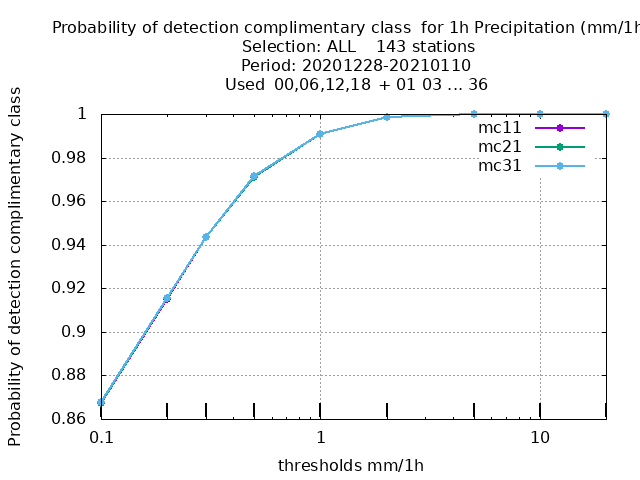 Probability of detection complimentary class for 1h Precipitation (mm/1h
Selection: ALL 143 stations
Period: 20201228-20210110
Used 00,06,12,18 + 01 03 ... 36
Probability of detection complimentary class
1
0.98
0.96
0.94
0.92
0.9
0.88
0.86
mc11
mc21
mc31
0.1 1 10
thresholds mm/1h